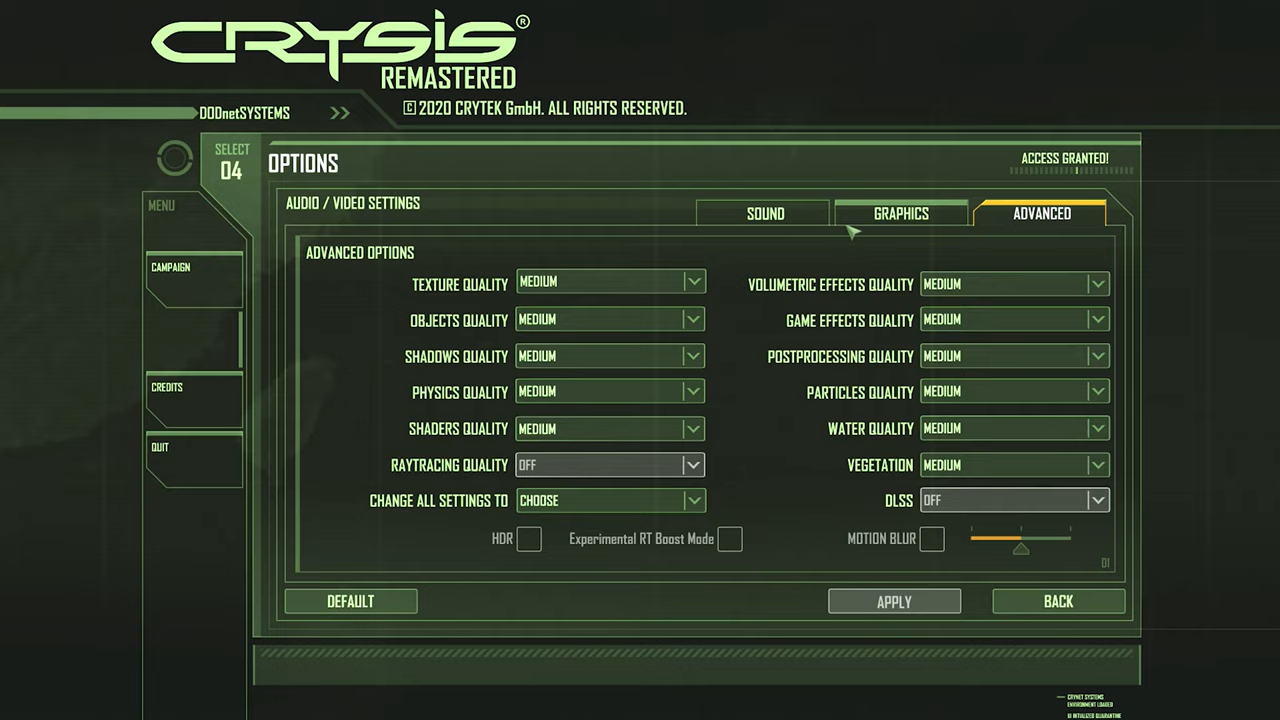 CRYSIS®
REMASTERED
DODnetSYSTEMS >>
© 2020 CRYTEK GmbH. ALL RIGHTS RESERVED.
SELECT
04
OPTIONS
ACCESS GRANTED!
MENU
CAMPAIGN
CREDITS
QUIT
AUDIO / VIDEO SETTINGS
SOUND
GRAPHICS
ADVANCED
ADVANCED OPTIONS
TEXTURE QUALITY MEDIUM
OBJECTS QUALITY MEDIUM
SHADOWS QUALITY MEDIUM
PHYSICS QUALITY MEDIUM
SHADERS QUALITY MEDIUM
RAYTRACING QUALITY OFF
CHANGE ALL SETTINGS TO CHOOSE
VOLUMETRIC EFFECTS QUALITY MEDIUM
GAME EFFECTS QUALITY MEDIUM
POSTPROCESSING QUALITY MEDIUM
PARTICLES QUALITY MEDIUM
WATER QUALITY MEDIUM
VEGETATION MEDIUM
DLSS OFF
HDR
Experimental RT Boost Mode
MOTION BLUR
01
DEFAULT
APPLY
BACK
CRYNET SYSTEMS
ENVIRONMENT LOADED
UI INTIALIZED QUARANTINE